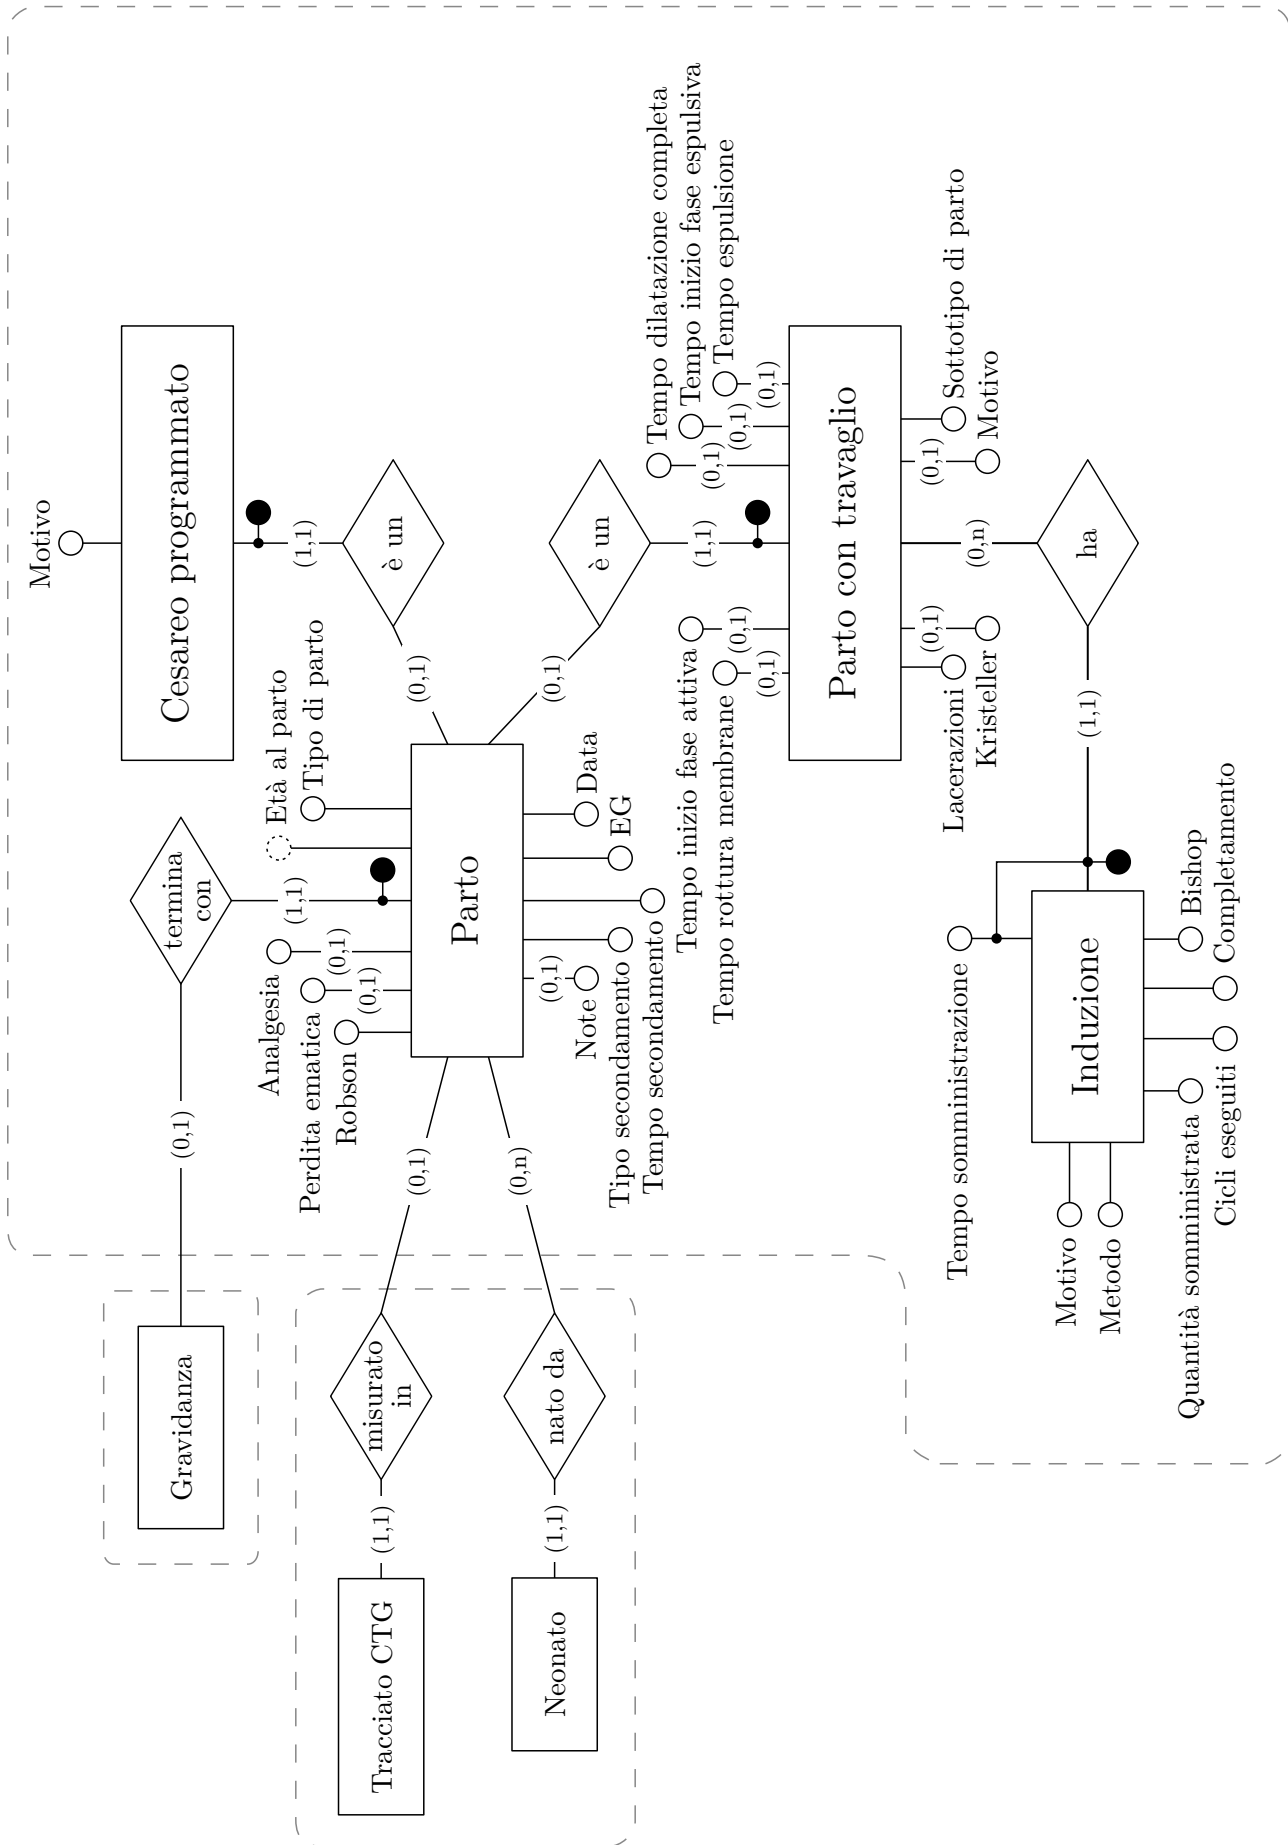 Motivo
Cesareo programmato
(1,1)
è un
(0,1)
termina
con
(0,1)
(1,1)
Gravidanza
Età al parto
Tipo di parto
Analgesia
(0,1)
Perdita ematica
(0,1)
Robson
Parto
Data
EG
Note
(0,1)
Tipo secondamento
Tempo secondamento
(0,1)
misurato
in
(1,1)
Tracciato CTG
(0,n)
nato da
(1,1)
Neonato
(0,1)
è un
(1,1)
Tempo dilatazione completa
(0,1)
Tempo inizio fase espulsiva
(0,1)
Tempo espulsione
(0,1)
Tempo inizio fase attiva
(0,1)
Tempo rottura membrane
(0,1)
Parto con travaglio
Sottotipo di parto
Motivo
(0,1)
Lacerazioni
Kristeller
(0,1)
(0,n)
ha
(1,1)
Tempo somministrazione
Induzione
Motivo
Metodo
Bishop
Completamento
Quantità somministrata
Cicli eseguiti